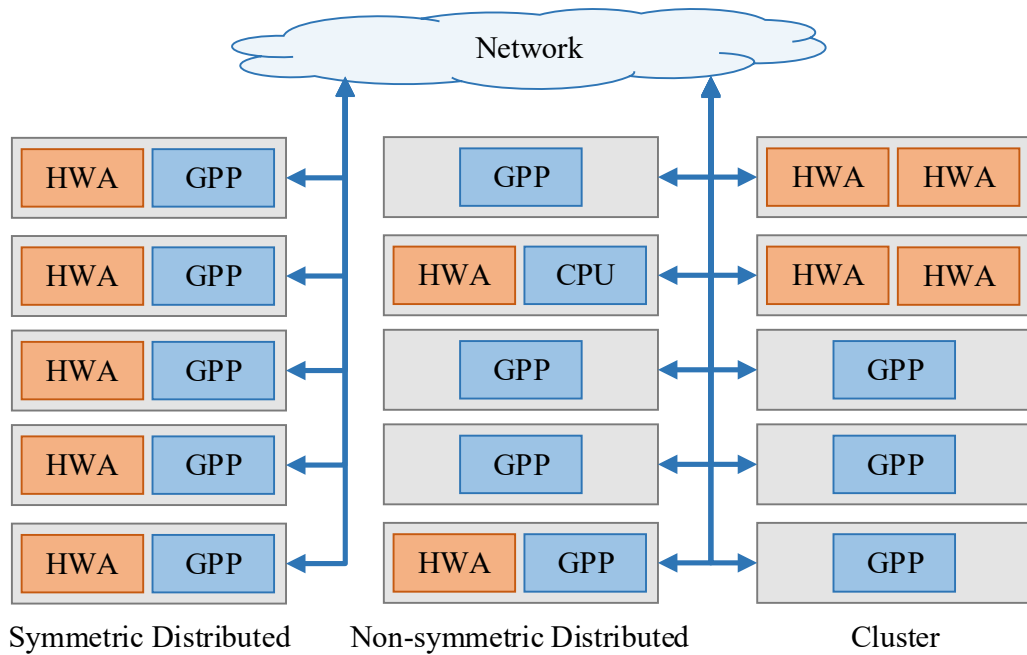 Network
HWA GPP
HWA GPP
HWA GPP
HWA GPP
HWA GPP
Symmetric Distributed
GPP
HWA CPU
GPP
GPP
HWA GPP
Non-symmetric Distributed
HWA HWA
HWA HWA
GPP
GPP
GPP
Cluster